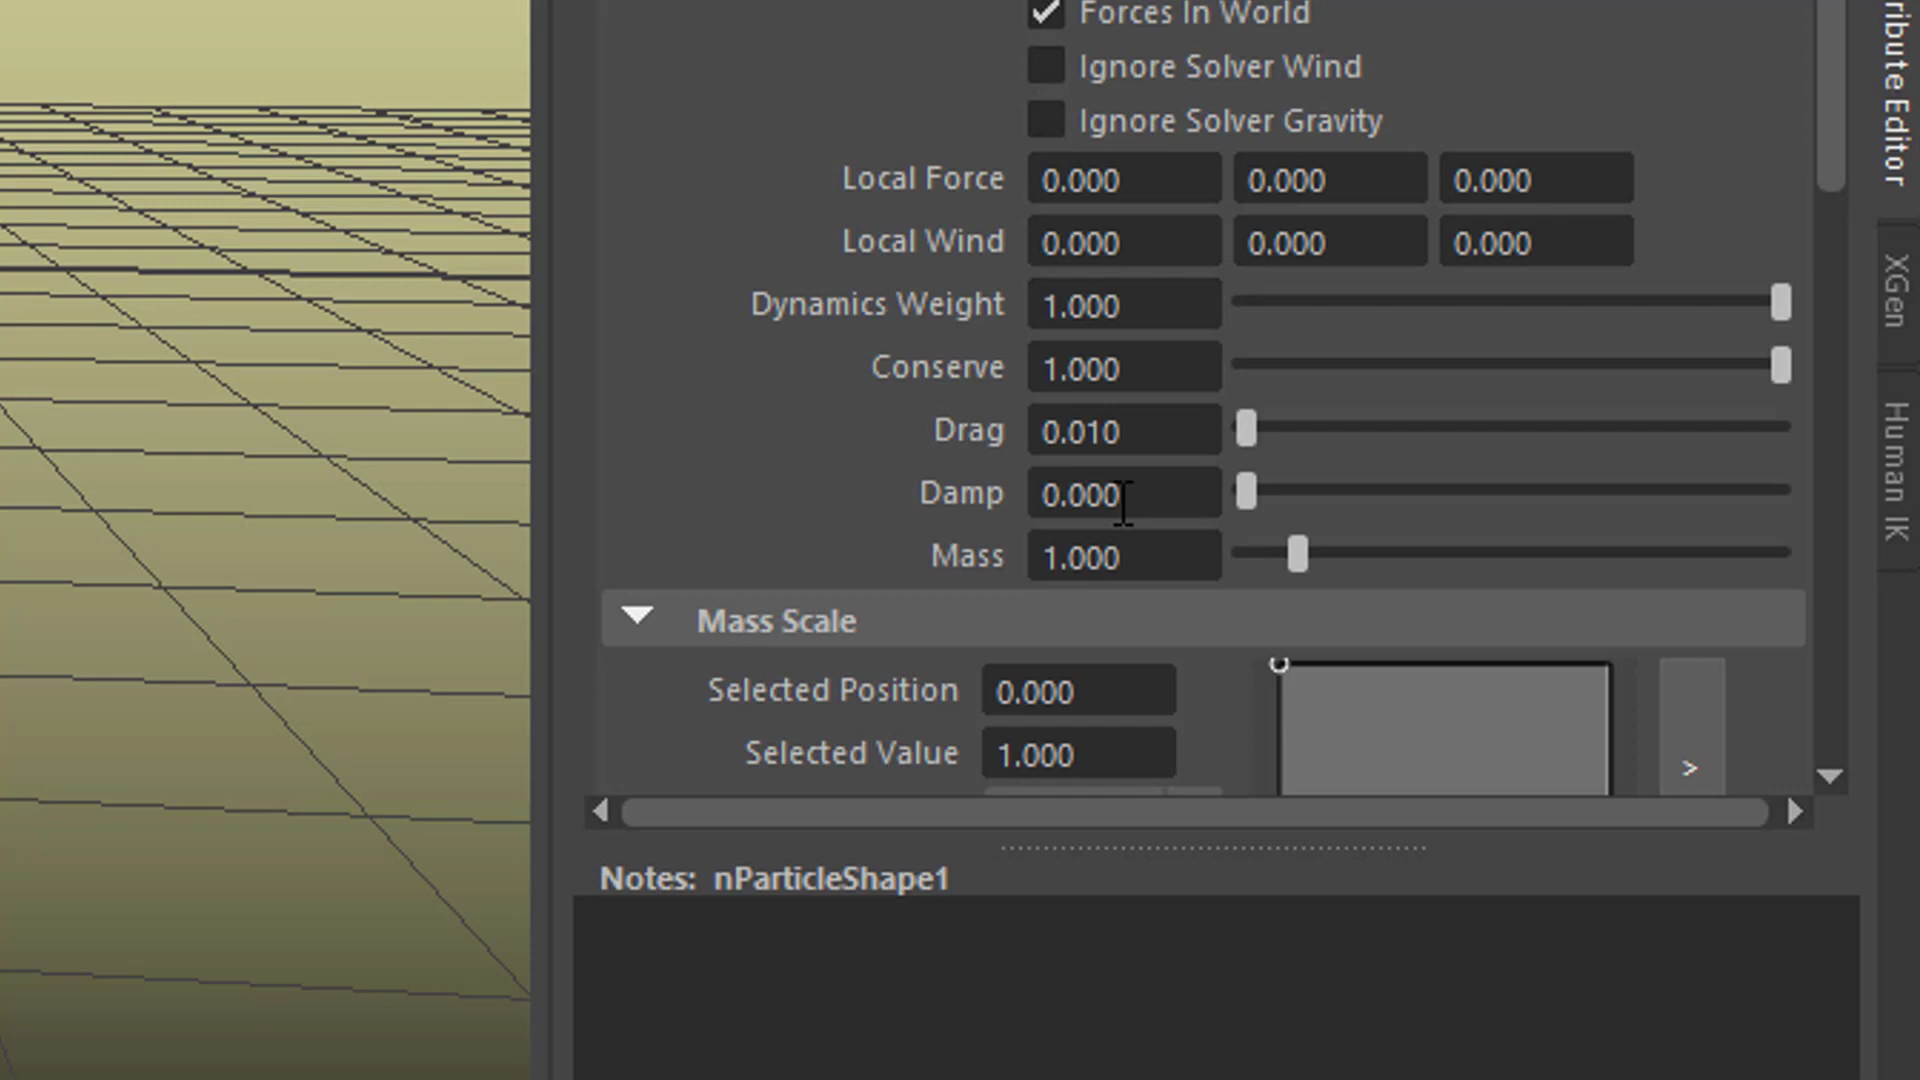 Forces In World
Ignore Solver Wind
Ignore Solver Gravity
Local Force 0.000 0.000 0.000
Local Wind 0.000 0.000 0.000
Dynamics Weight 1.000
Conserve 1.000
Drag 0.010
Damp 0.000
Mass 1.000
Mass Scale
Selected Position 0.000
Selected Value 1.000
>
Notes: nParticleShape1
Editor
XGen
Human IK